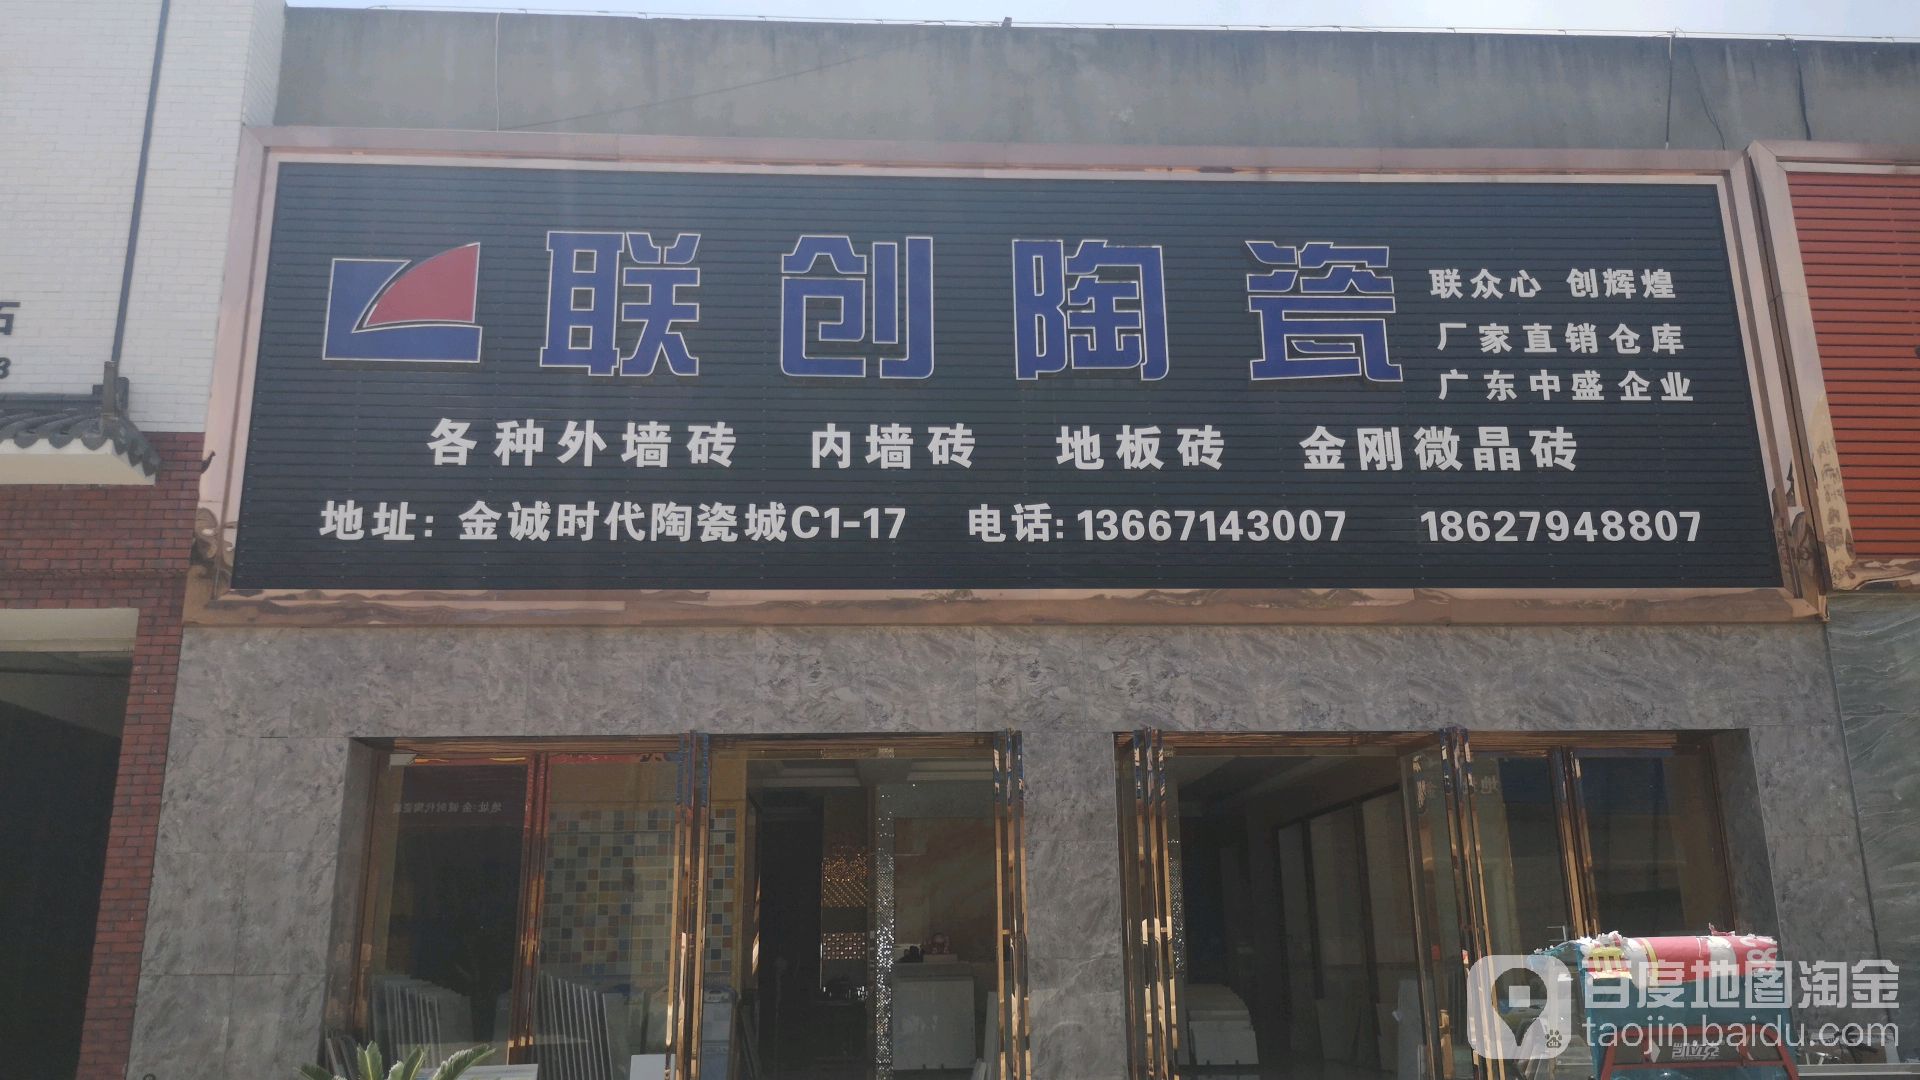 联创陶瓷
联众心 创辉煌
厂家直销仓库
广东中盛企业
各种外墙砖 内墙砖 地板砖 金刚微晶砖
地址: 金诚时代陶瓷城C1-17 电话: 13667143007 18627948807
石
3
百度地图淘金
taojin.baidu.com